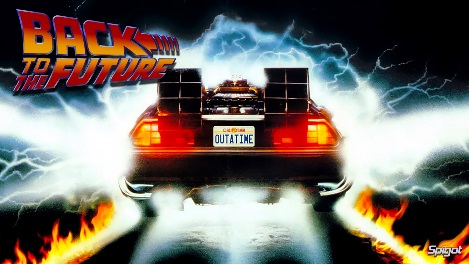 BACK
TO
THE FUTURE
CALIFORNIA
OUTATIME
Spigot